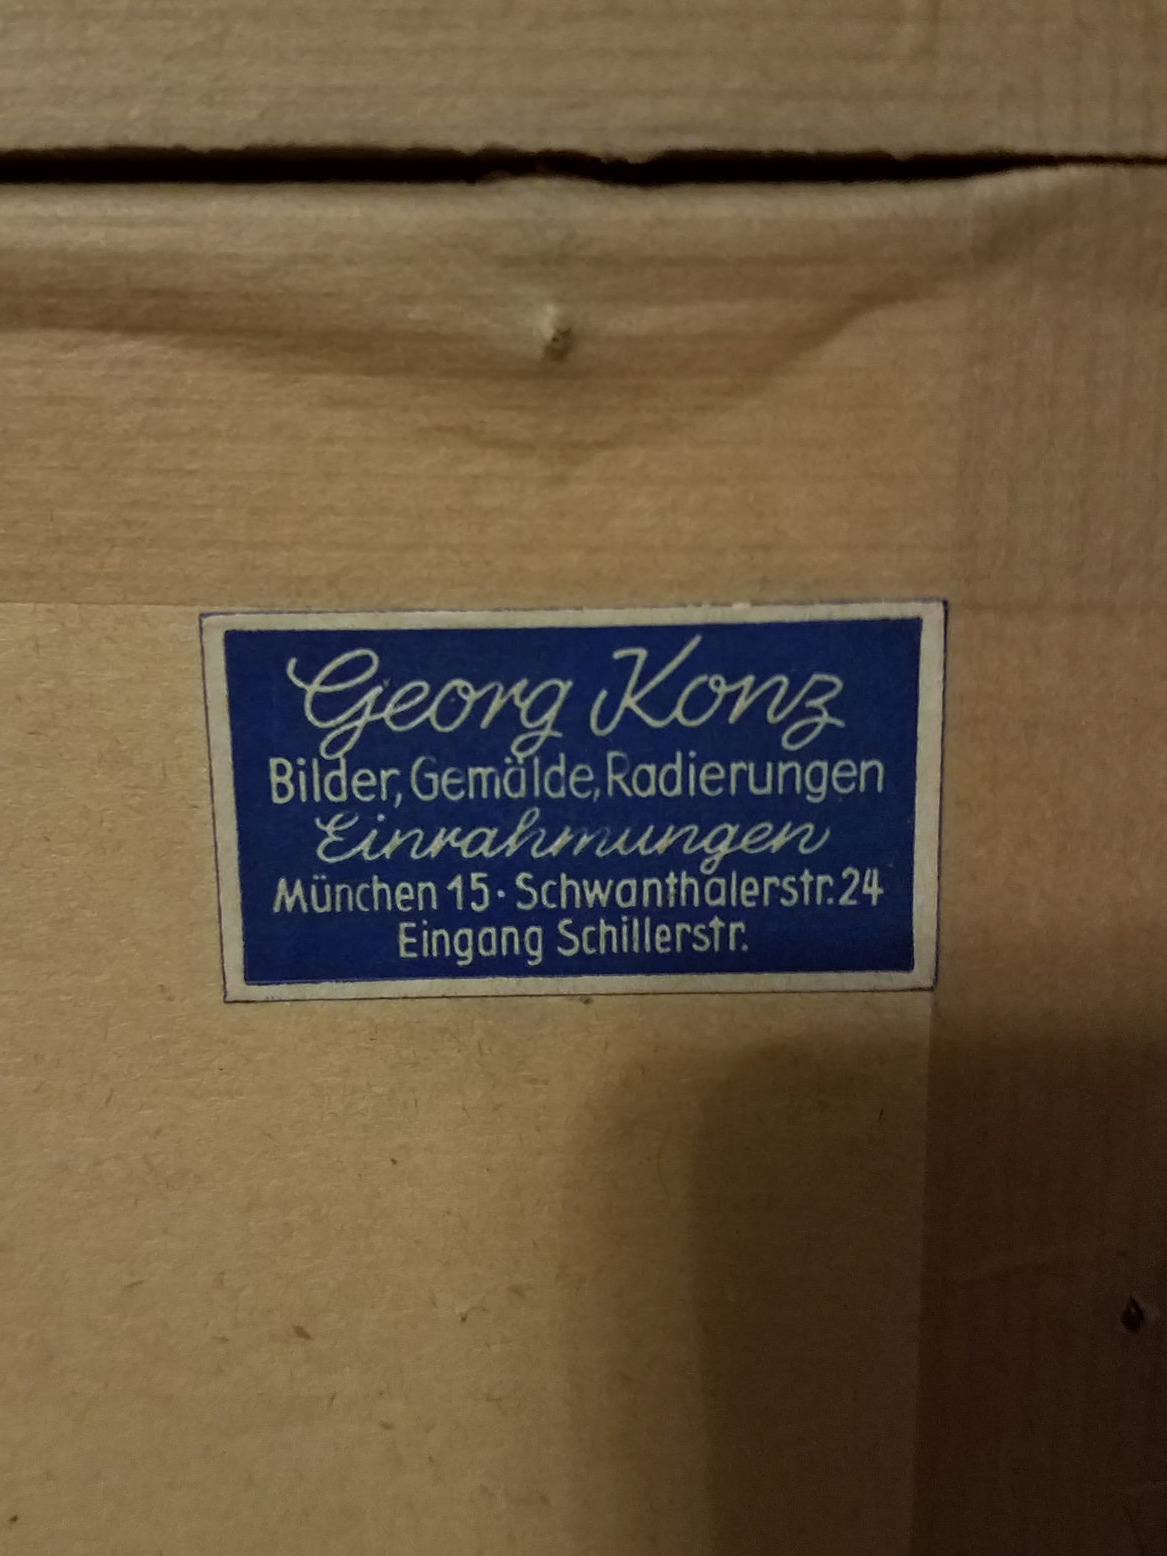 Georg Konz
Bilder, Gemälde, Radierungen
Einrahmungen
München 15 · Schwanthalerstr. 24
Eingang Schillerstr.